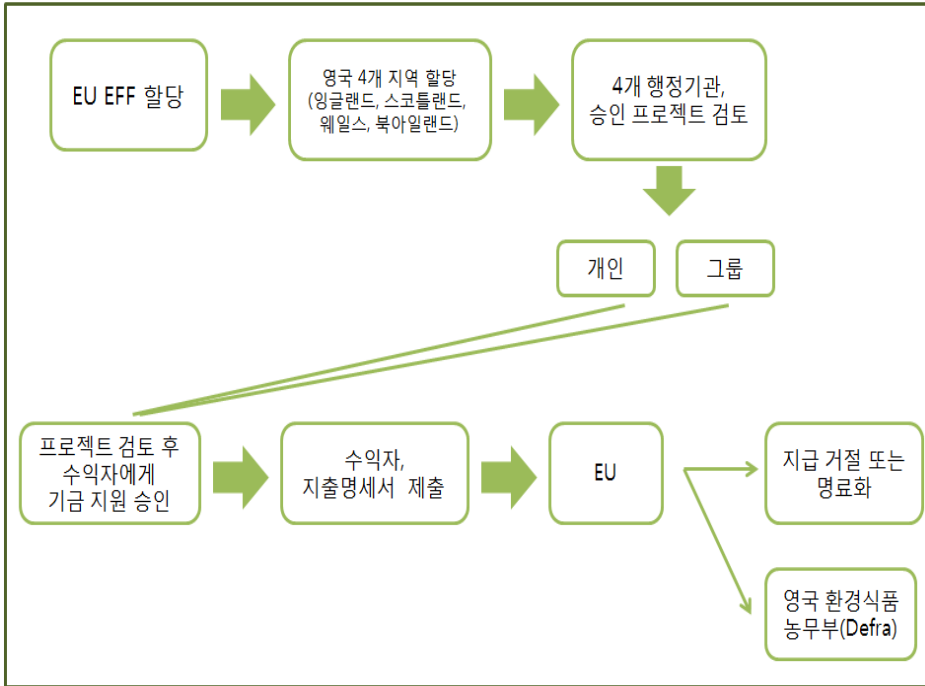 EU EFF 할당
영국 4개 지역 할당
(잉글랜드, 스코틀랜드,
웨일스, 북아일랜드)
4개 행정기관,
승인 프로젝트 검토
개인
그룹
프로젝트 검토 후
수익자에게
기금 지원 승인
수익자,
지출명세서 제출
EU
지급 거절 또는
명료화
영국 환경식품
농무부(Defra)